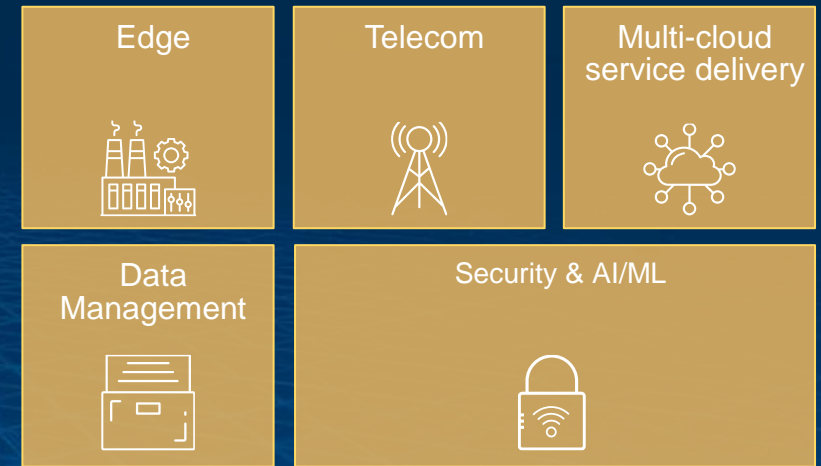 Edge
Telecom
Multi-cloud
service delivery
Data
Management
Security & AI/ML